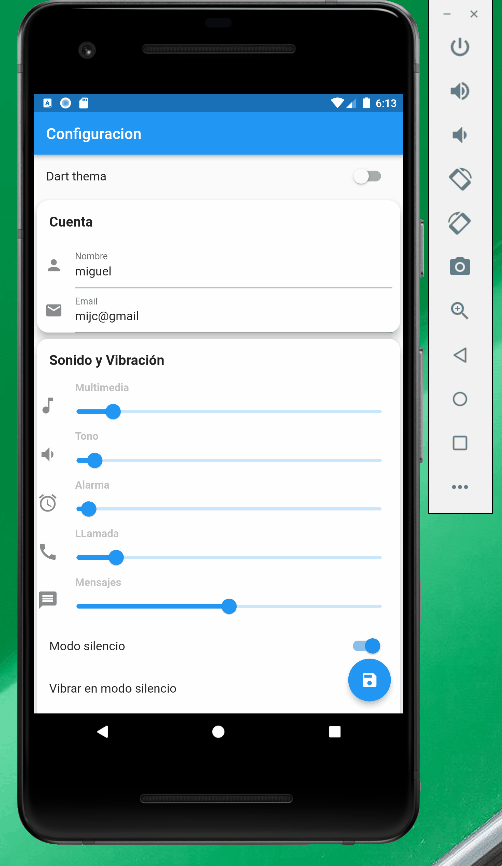 6:13
Configuracion
Dart thema
Cuenta
Nombre
miguel
Email
mijc@gmail
Sonido y Vibración
Multimedia
Tono
Alarma
LLamada
Mensajes
Modo silencio
Vibrar en modo silencio